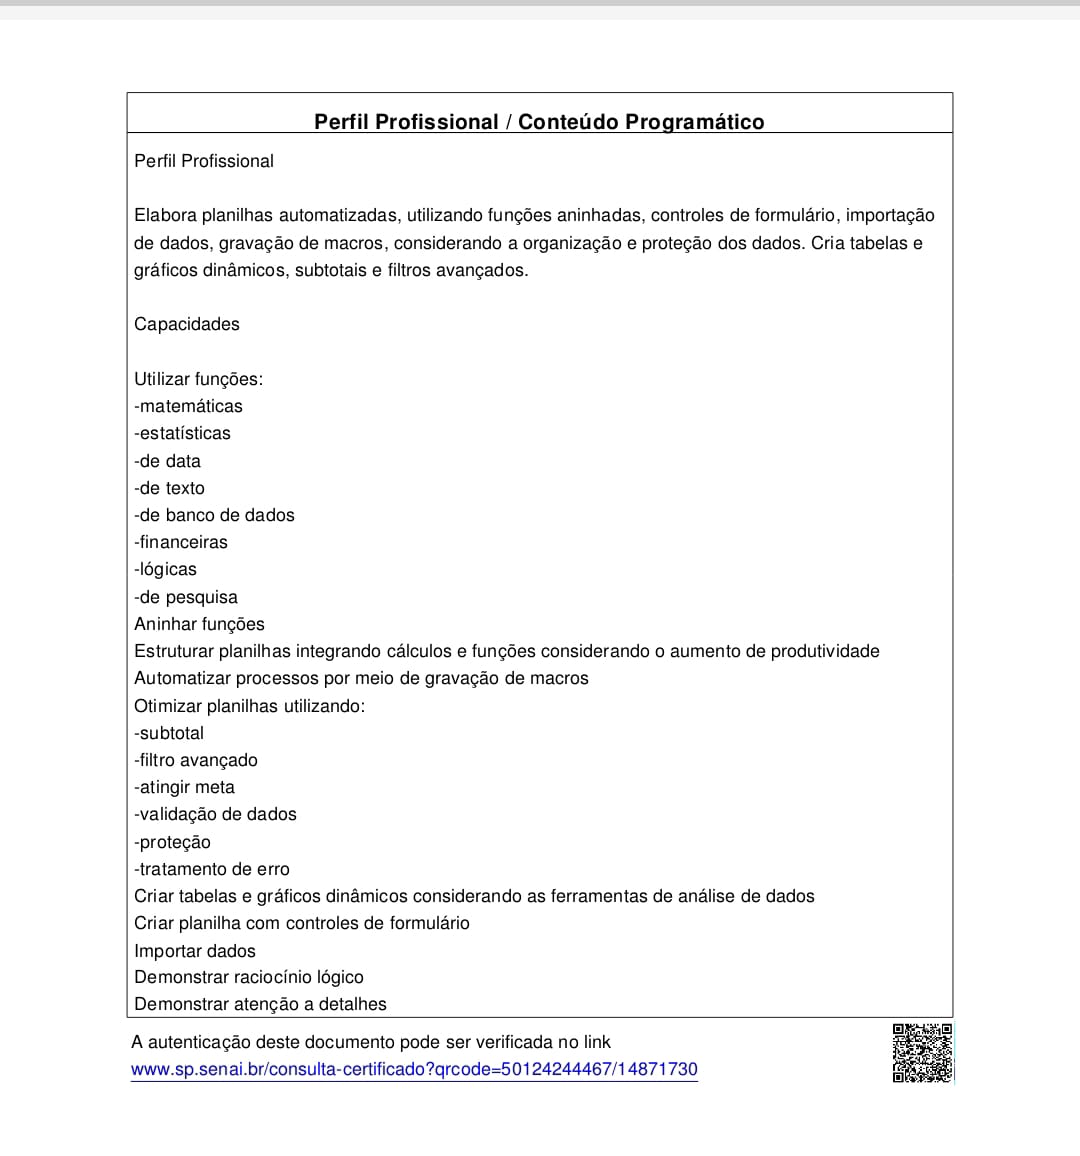 Perfil Profissional / Conteúdo Programático
Perfil Profissional
Elabora planilhas automatizadas, utilizando funções aninhadas, controles de formulário, importação
de dados, gravação de macros, considerando a organização e proteção dos dados. Cria tabelas e
gráficos dinâmicos, subtotais e filtros avançados.
Capacidades
Utilizar funções:
-matemáticas
-estatísticas
-de data
-de texto
-de banco de dados
-financeiras
-lógicas
-de pesquisa
Aninhar funções
Estruturar planilhas integrando cálculos e funções considerando o aumento de produtividade
Automatizar processos por meio de gravação de macros
Otimizar planilhas utilizando:
-subtotal
-filtro avançado
-atingir meta
-validação de dados
-proteção
-tratamento de erro
Criar tabelas e gráficos dinâmicos considerando as ferramentas de análise de dados
Criar planilha com controles de formulário
Importar dados
Demonstrar raciocínio lógico
Demonstrar atenção a detalhes
A autenticação deste documento pode ser verificada no link
www.sp.senai.br/consulta-certificado?qrcode=50124244467/14871730